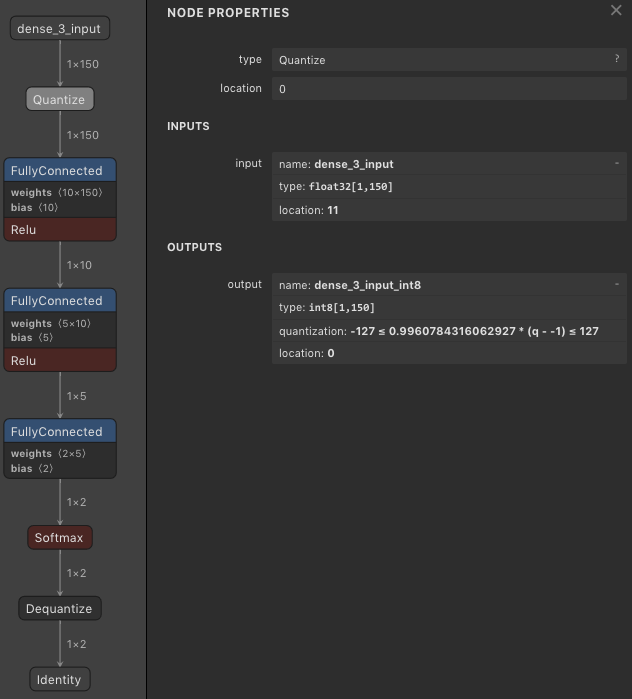 dense_3_input
1×150
Quantize
1×150
FullyConnected
weights ⟨10×150⟩
bias ⟨10⟩
Relu
1×10
FullyConnected
weights ⟨5×10⟩
bias ⟨5⟩
Relu
1×5
FullyConnected
weights ⟨2×5⟩
bias ⟨2⟩
1×2
Softmax
1×2
Dequantize
1×2
Identity
NODE PROPERTIES
type Quantize ?
location 0
INPUTS
input name: dense_3_input -
type: float32[1,150]
location: 11
OUTPUTS
output name: dense_3_input_int8 -
type: int8[1,150]
quantization: -127 ≤ 0.9960784316062927 * (q - -1) ≤ 127
location: 0